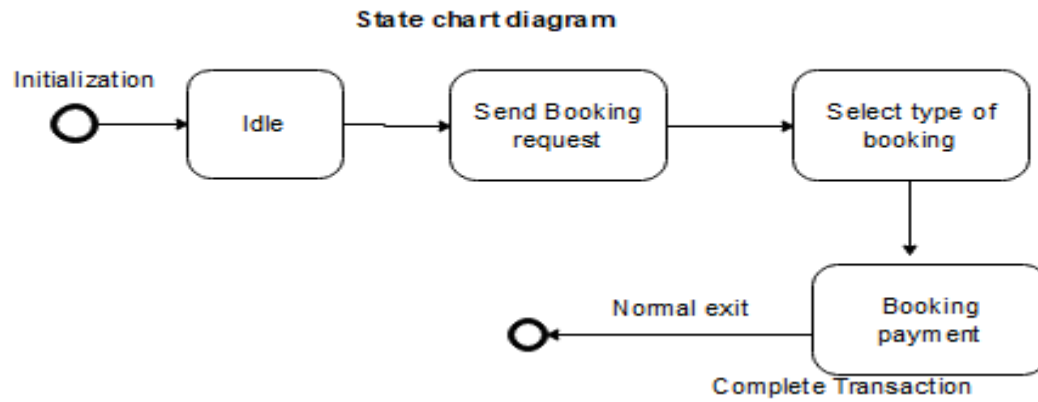 State chart diagram
Initialization
Idle
Send Booking
request
Select type of
booking
Normal exit
Booking
payment
Complete Transaction